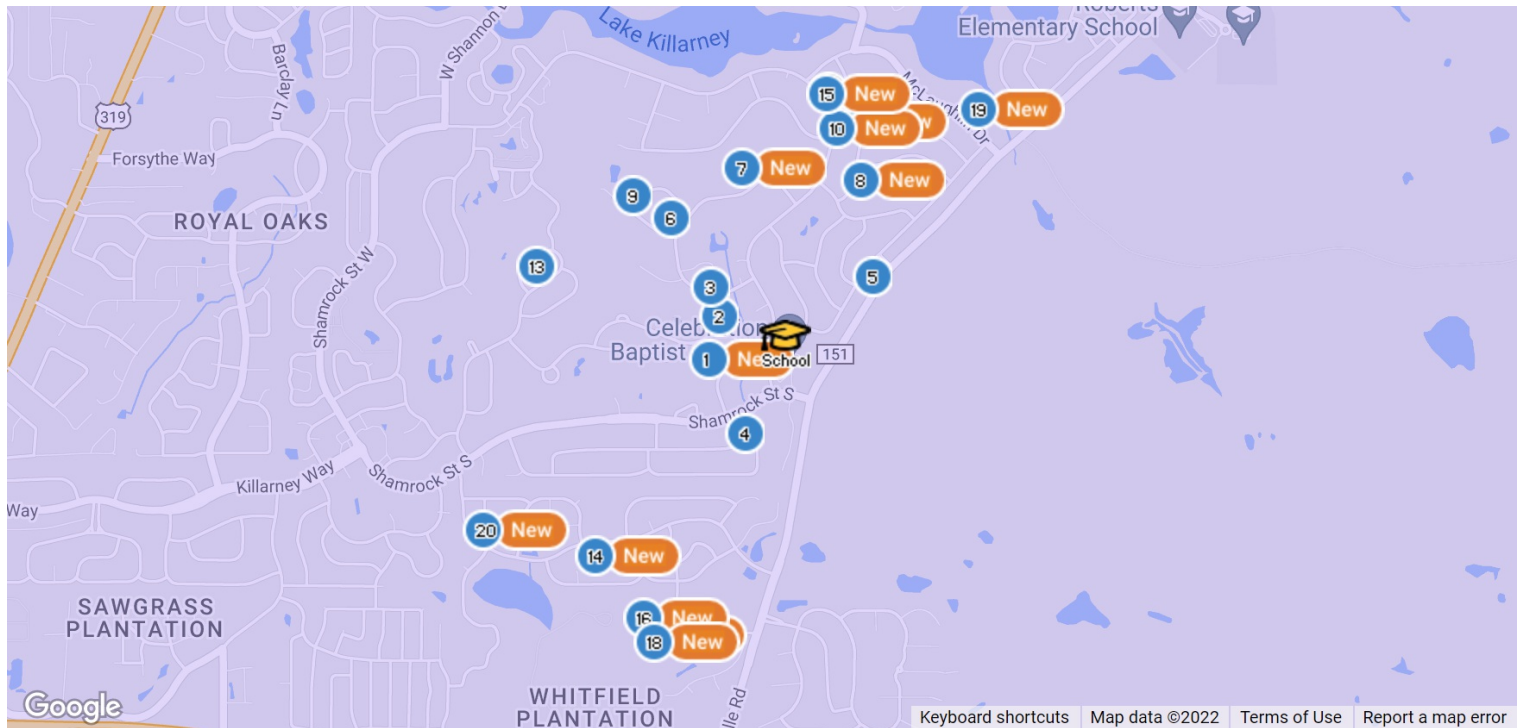 Lake Killarney
Roberts
Elementary School
W Shannon
Barclay Ln
319
15 New
McLaughlin Dr
19 New
10 New
Forsythe Way
7 New
8 New
9
6
ROYAL OAKS
13
5
Shamrock St W
3
2
Celebration
Baptist
1 New
School
151
Shamrock St S
4
Killarney Way
Shamrock St S
Way
20 New
14 New
SAWGRASS
PLANTATION
16 New
18 New
WHITFIELD
PLANTATION
Rd
Google
Keyboard shortcuts Map data ©2022 Terms of Use Report a map error